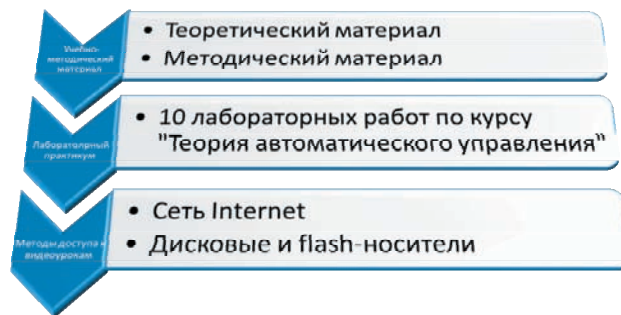 Учебно-
методический
материал
• Теоретический материал
• Методический материал
Лабораторный
практикум
• 10 лабораторных работ по курсу
"Теория автоматического управления"
Методы доступа к
видеоурокам
• Сеть Internet
• Дисковые и flash-носители